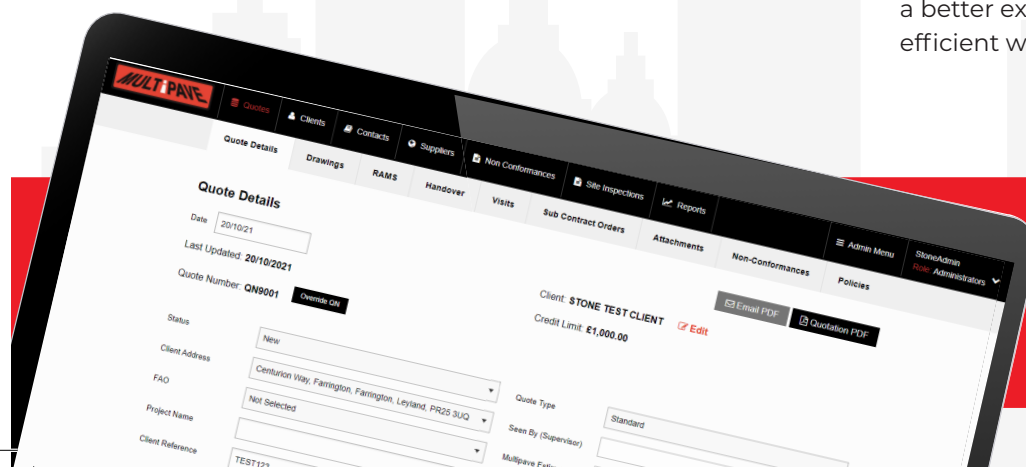 a better ex
efficient w
MULTIPAVE
Quotes Clients Contacts Suppliers Non Conformances Site Inspections Reports Admin Menu StoneAdmin
Role: Administrators
Quote Details Drawings RAMS Handover Visits Sub Contract Orders Attachments Non-Conformances Policies
Quote Details
Date 20/10/21
Last Updated: 20/10/2021
Quote Number: QN9001 Override QN
Client: STONE TEST CLIENT Edit
Credit Limit: £1,000.00
Email PDF Quotation PDF
Status New
Client Address Centurion Way, Farrington, Farrington, Leyland, PR25 3UQ
FAO Not Selected
Project Name
Client Reference TEST123
Quote Type Standard
Seen By (Supervisor)
Multipave